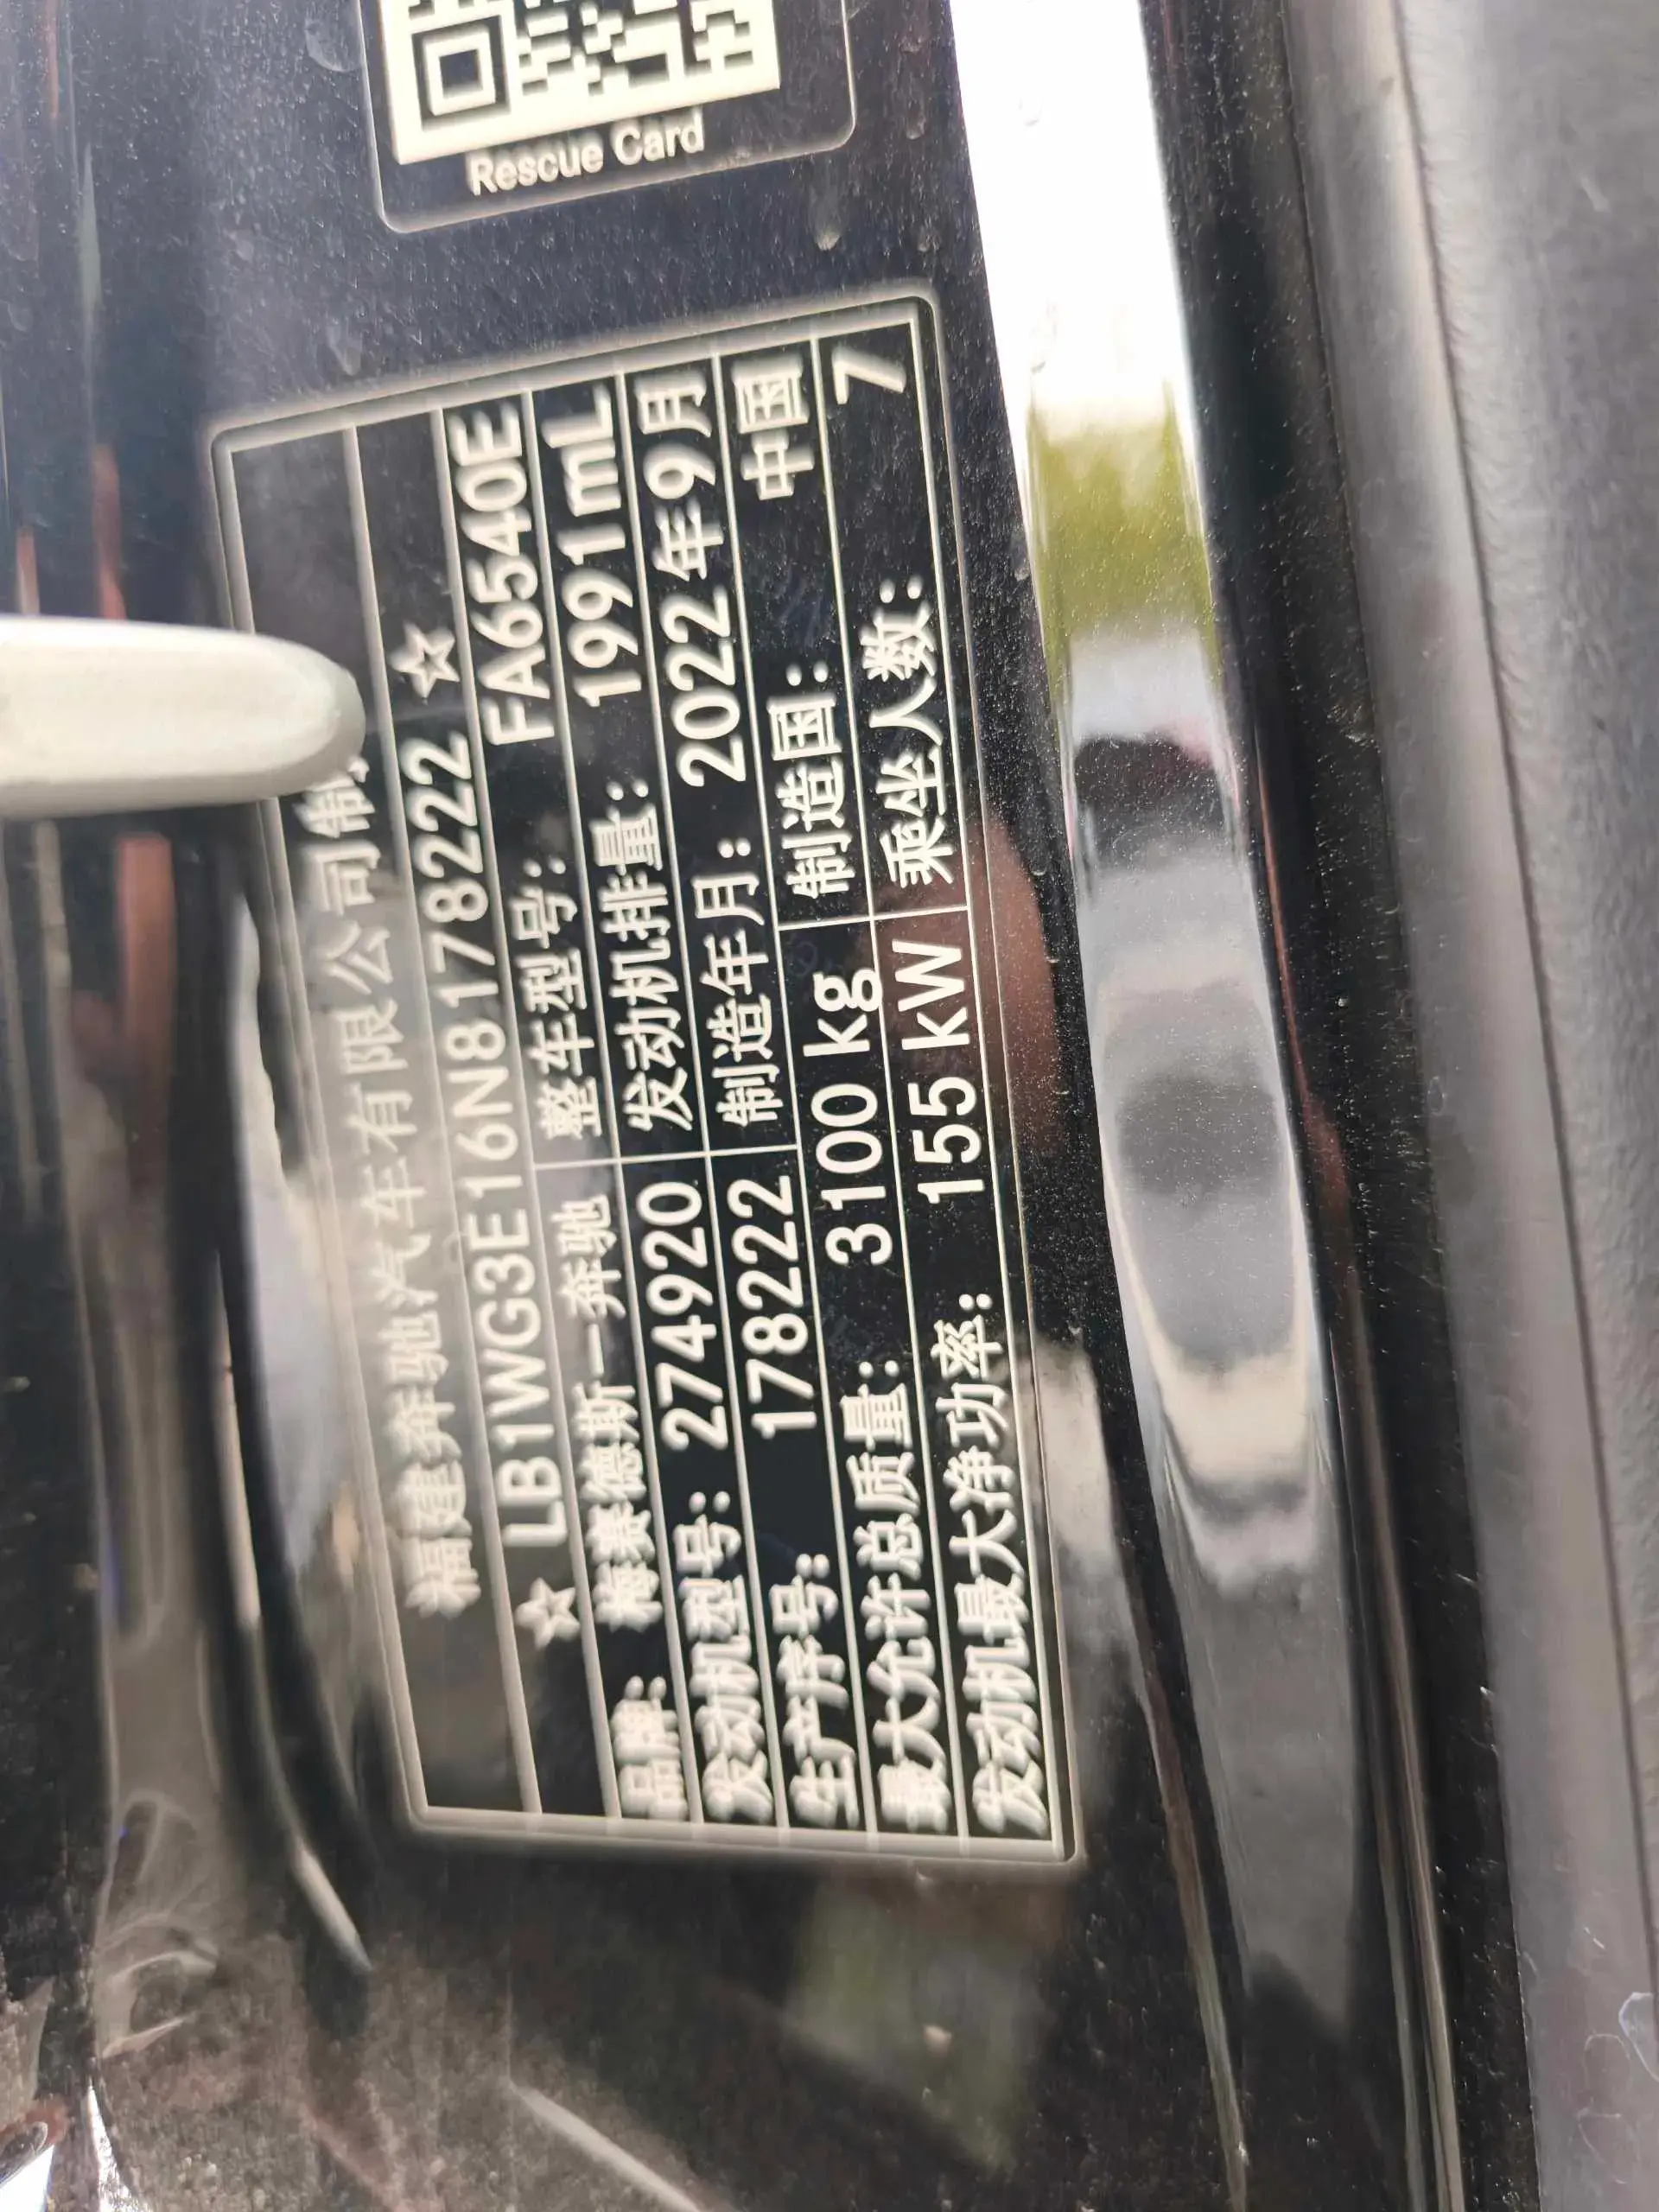 Rescue Card
福建奔驰汽车有限公司制
☆ LB1WG3E16N8178222 ☆
品牌: 梅赛德斯一奔驰 整车型号: FA6540E
发动机型号: 274920 发动机排量: 1991mL
生产序号: 178222 制造年月: 2022年9月
最大允许总质量: 3100 kg 制造国: 中国
发动机最大净功率: 155 kW 乘坐人数: 7